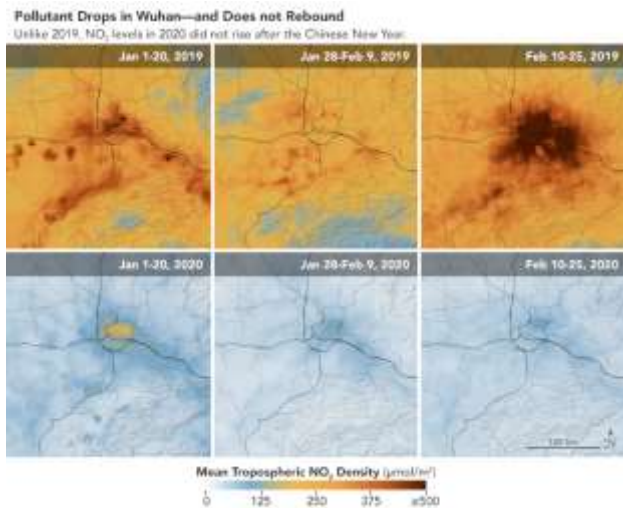 Pollutant Drops in Wuhan—and Does not Rebound
Unlike 2019, NO₂ levels in 2020 did not rise after the Chinese New Year.
Jan 1-20, 2019
Jan 28-Feb 9, 2019
Feb 10-25, 2019
Jan 1-20, 2020
Jan 28-Feb 9, 2020
Feb 10-25, 2020
100 km
N
Mean Tropospheric NO₂ Density (μmol/m²)
0 125 250 375 ≥500